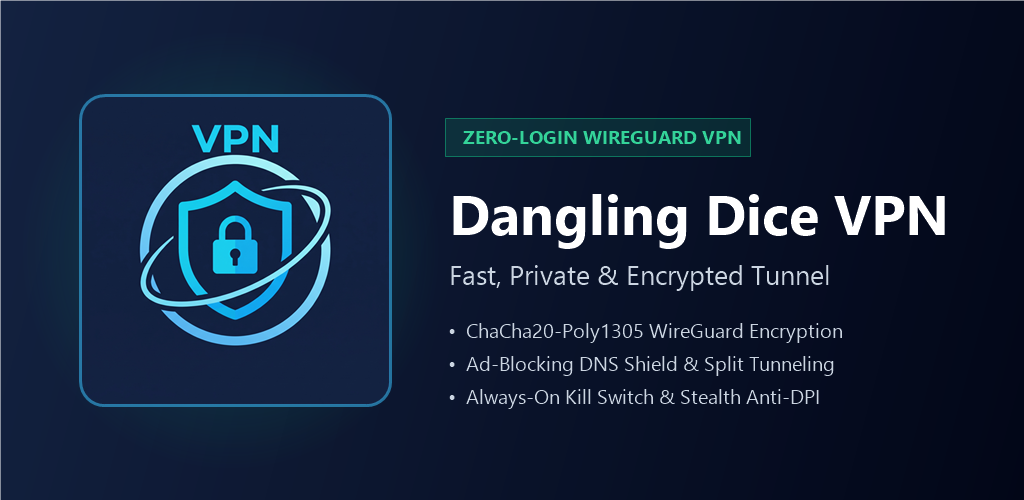 VPN
ZERO-LOGIN WIREGUARD VPN
Dangling Dice VPN
Fast, Private & Encrypted Tunnel
• ChaCha20-Poly1305 WireGuard Encryption
• Ad-Blocking DNS Shield & Split Tunneling
• Always-On Kill Switch & Stealth Anti-DPI